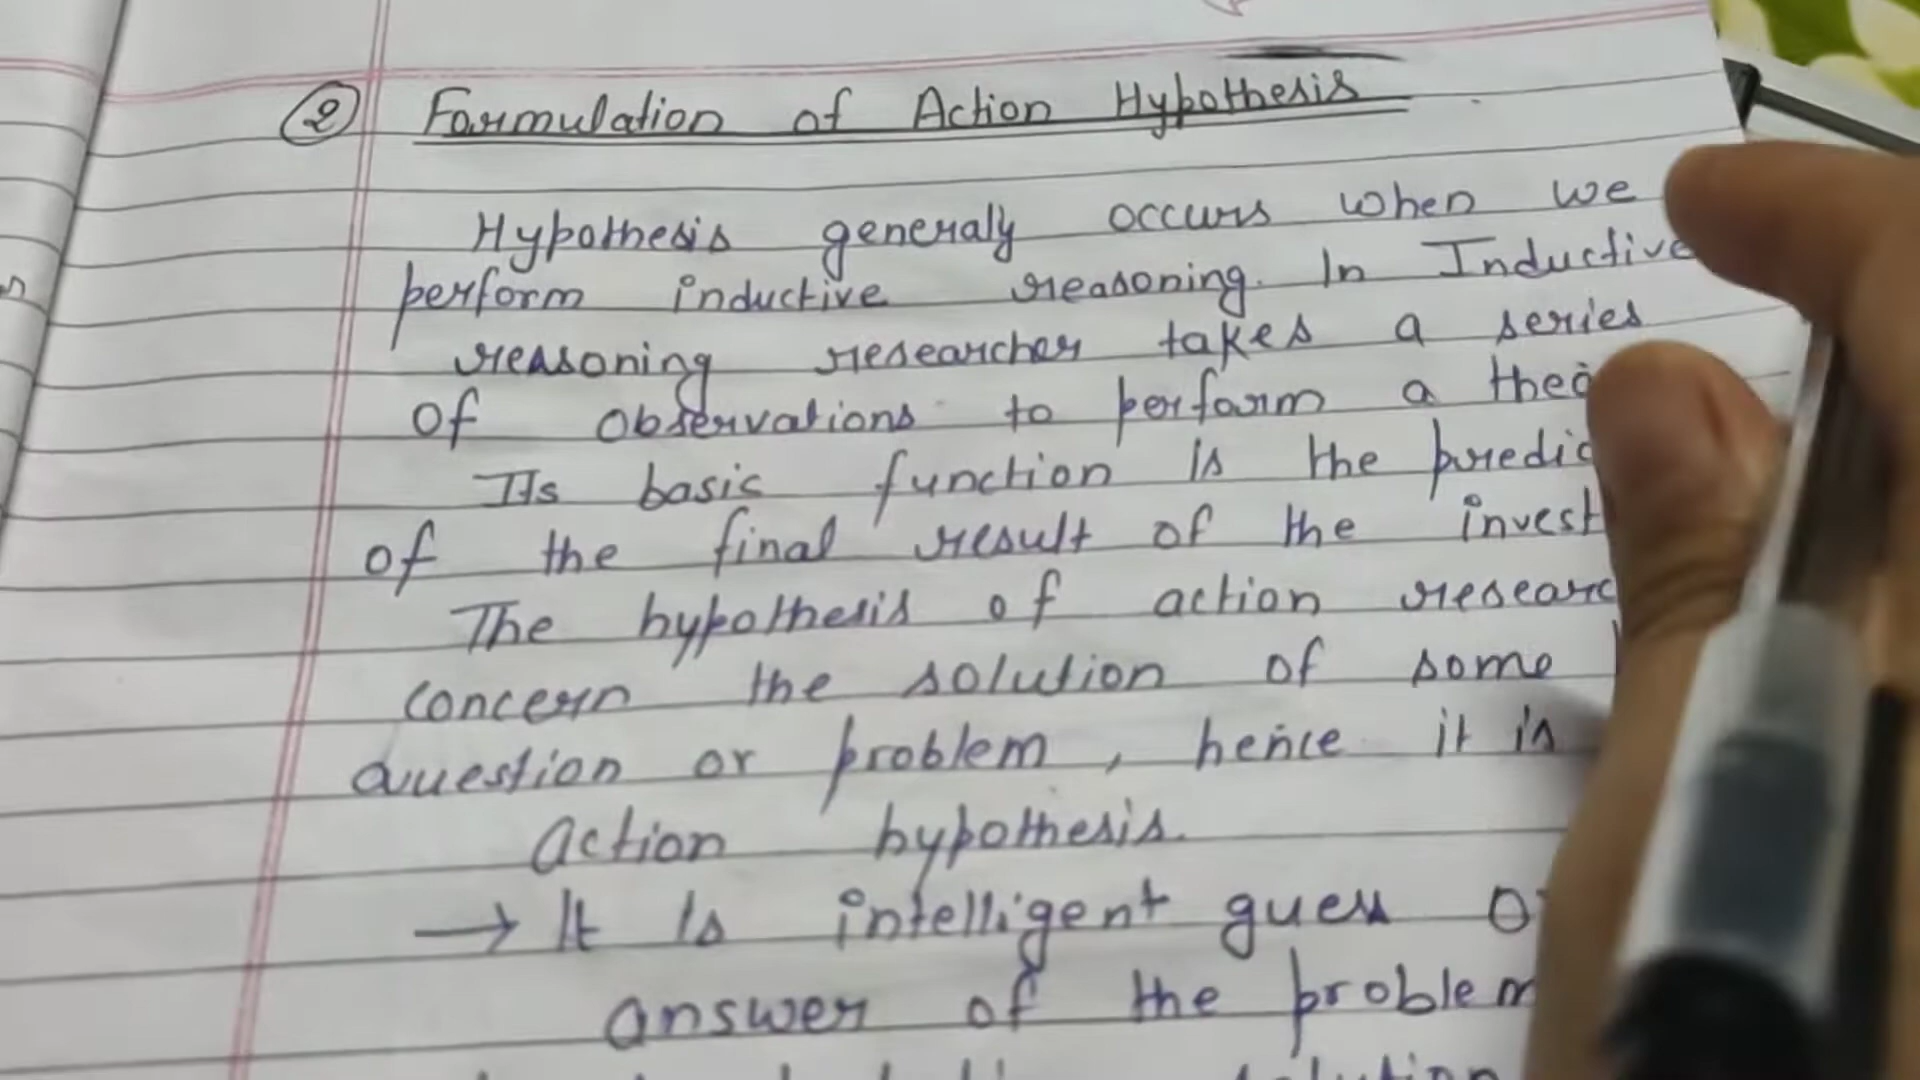 2 Formulation of Action Hypothesis
Hypothesis generaly occurs when we
perform inductive reasoning. In Inductive
reasoning researcher takes a series
of observations to perform a
Its basic function is the
of the final result of the
The hypothesis of action
concern the solution of some
question or problem, hence it is
action hypothesis.
→ It is intelligent guess
answer of the problem
solution